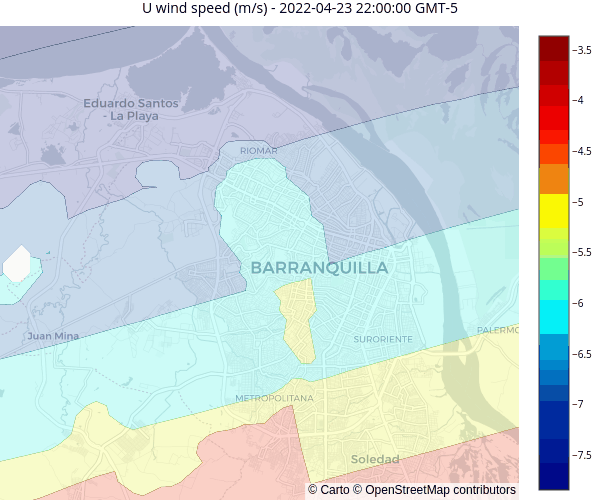 U wind speed (m/s) - 2022-04-23 22:00:00 GMT-5
Eduardo Santos
- La Playa
RIOMAR
BARRANQUILLA
Juan Mina
SURORIENTE
PALERMO
METROPOLITANA
Soledad
© Carto © OpenStreetMap contributors
−3.5
−4
−4.5
−5
−5.5
−6
−6.5
−7
−7.5